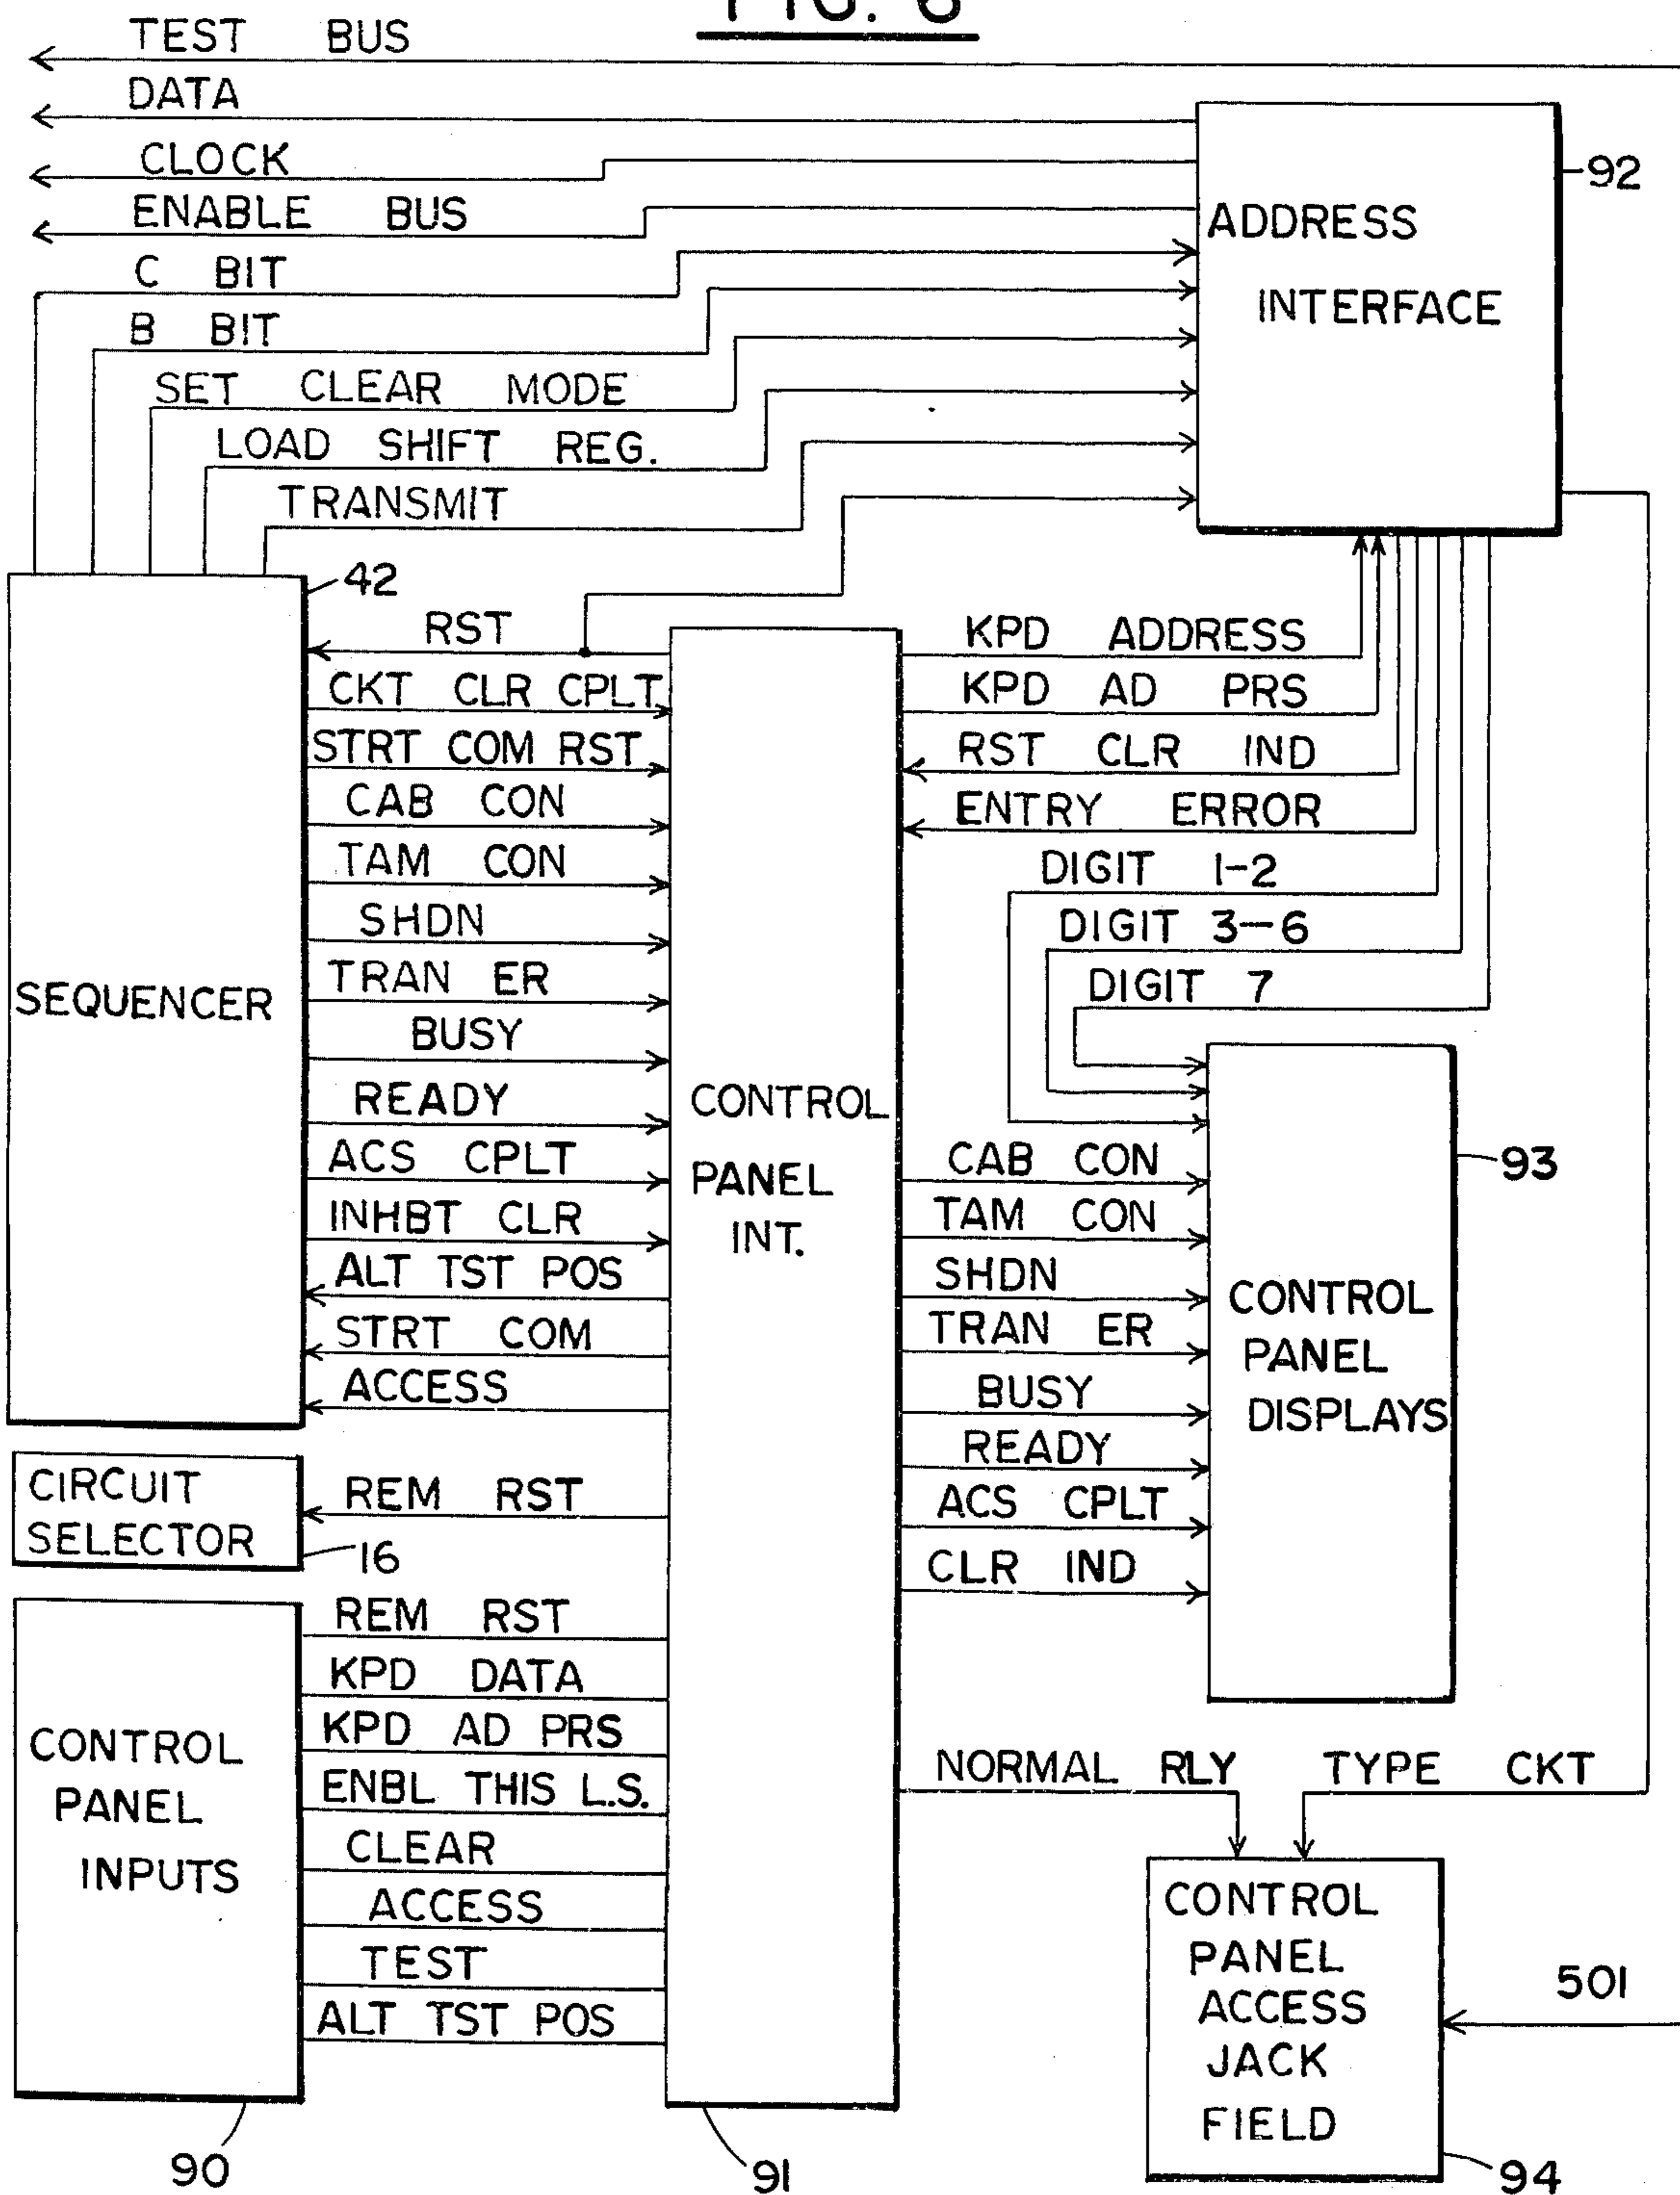 TEST BUS
DATA
CLOCK
ENABLE BUS
C BIT
B BIT
SET CLEAR MODE
LOAD SHIFT REG.
TRANSMIT
ADDRESS
INTERFACE
92
42
SEQUENCER
RST
CKT CLR CPLT
STRT COM RST
CAB CON
TAM CON
SHDN
TRAN ER
BUSY
READY
ACS CPLT
INHBT CLR
ALT TST POS
STRT COM
ACCESS
CIRCUIT
SELECTOR
16
REM RST
CONTROL
PANEL
INPUTS
90
REM RST
KPD DATA
KPD AD PRS
ENBL THIS L.S.
CLEAR
ACCESS
TEST
ALT TST POS
CONTROL
PANEL
INT.
91
KPD ADDRESS
KPD AD PRS
RST CLR IND
ENTRY ERROR
DIGIT 1-2
DIGIT 3-6
DIGIT 7
CAB CON
TAM CON
SHDN
TRAN ER
BUSY
READY
ACS CPLT
CLR IND
CONTROL
PANEL
DISPLAYS
93
NORMAL RLY
TYPE CKT
CONTROL
PANEL
ACCESS
JACK
FIELD
501
94